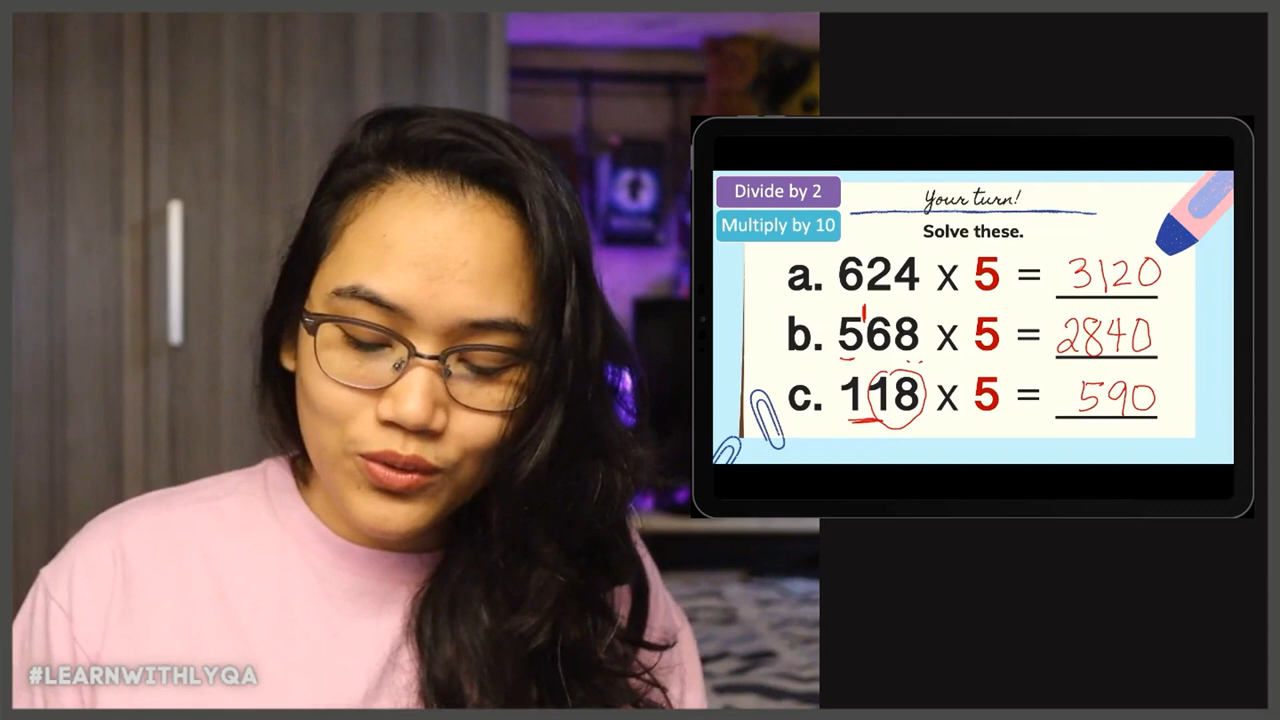 Divide by 2
Multiply by 10
Your turn!
Solve these.
a. 624 x 5 = 3120
b. 568 x 5 = 2840
c. 118 x 5 = 590
#LEARNWITHLYQA